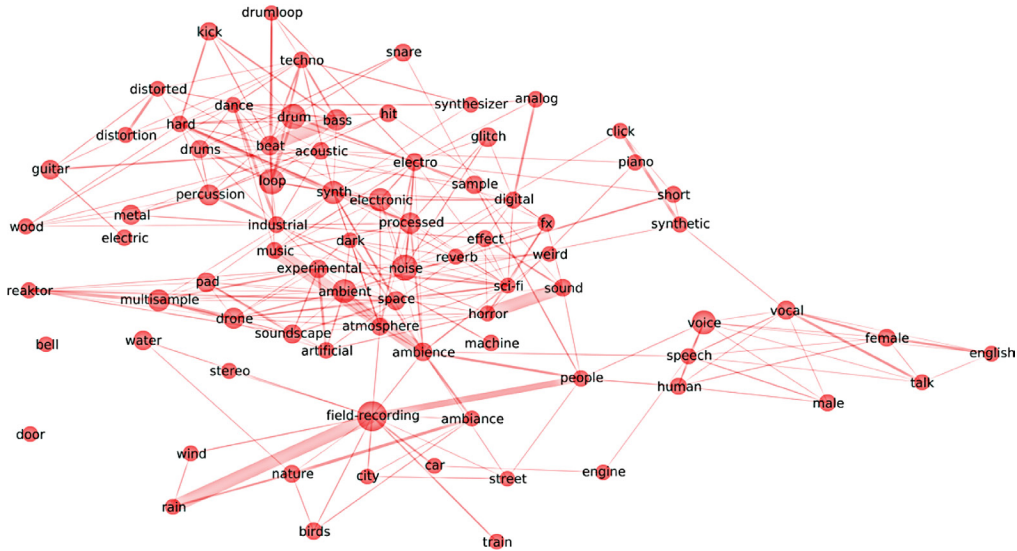 drumloop
kick
snare
techno
distorted
dance
synthesizer
analog
drum
bass
hit
hard
click
distortion
glitch
beat
drums
acoustic
electro
piano
guitar
loop
sample
percussion
synth
electronic
digital
short
metal
wood
industrial
processed
fx
synthetic
electric
dark
effect
music
reverb
weird
experimental
noise
reaktor
pad
sci-fi
sound
multisample
ambient
space
drone
horror
vocal
soundscape
atmosphere
voice
bell
water
artificial
machine
female
ambience
speech
english
stereo
people
human
talk
field-recording
ambiance
male
door
wind
nature
city
car
street
engine
rain
birds
train